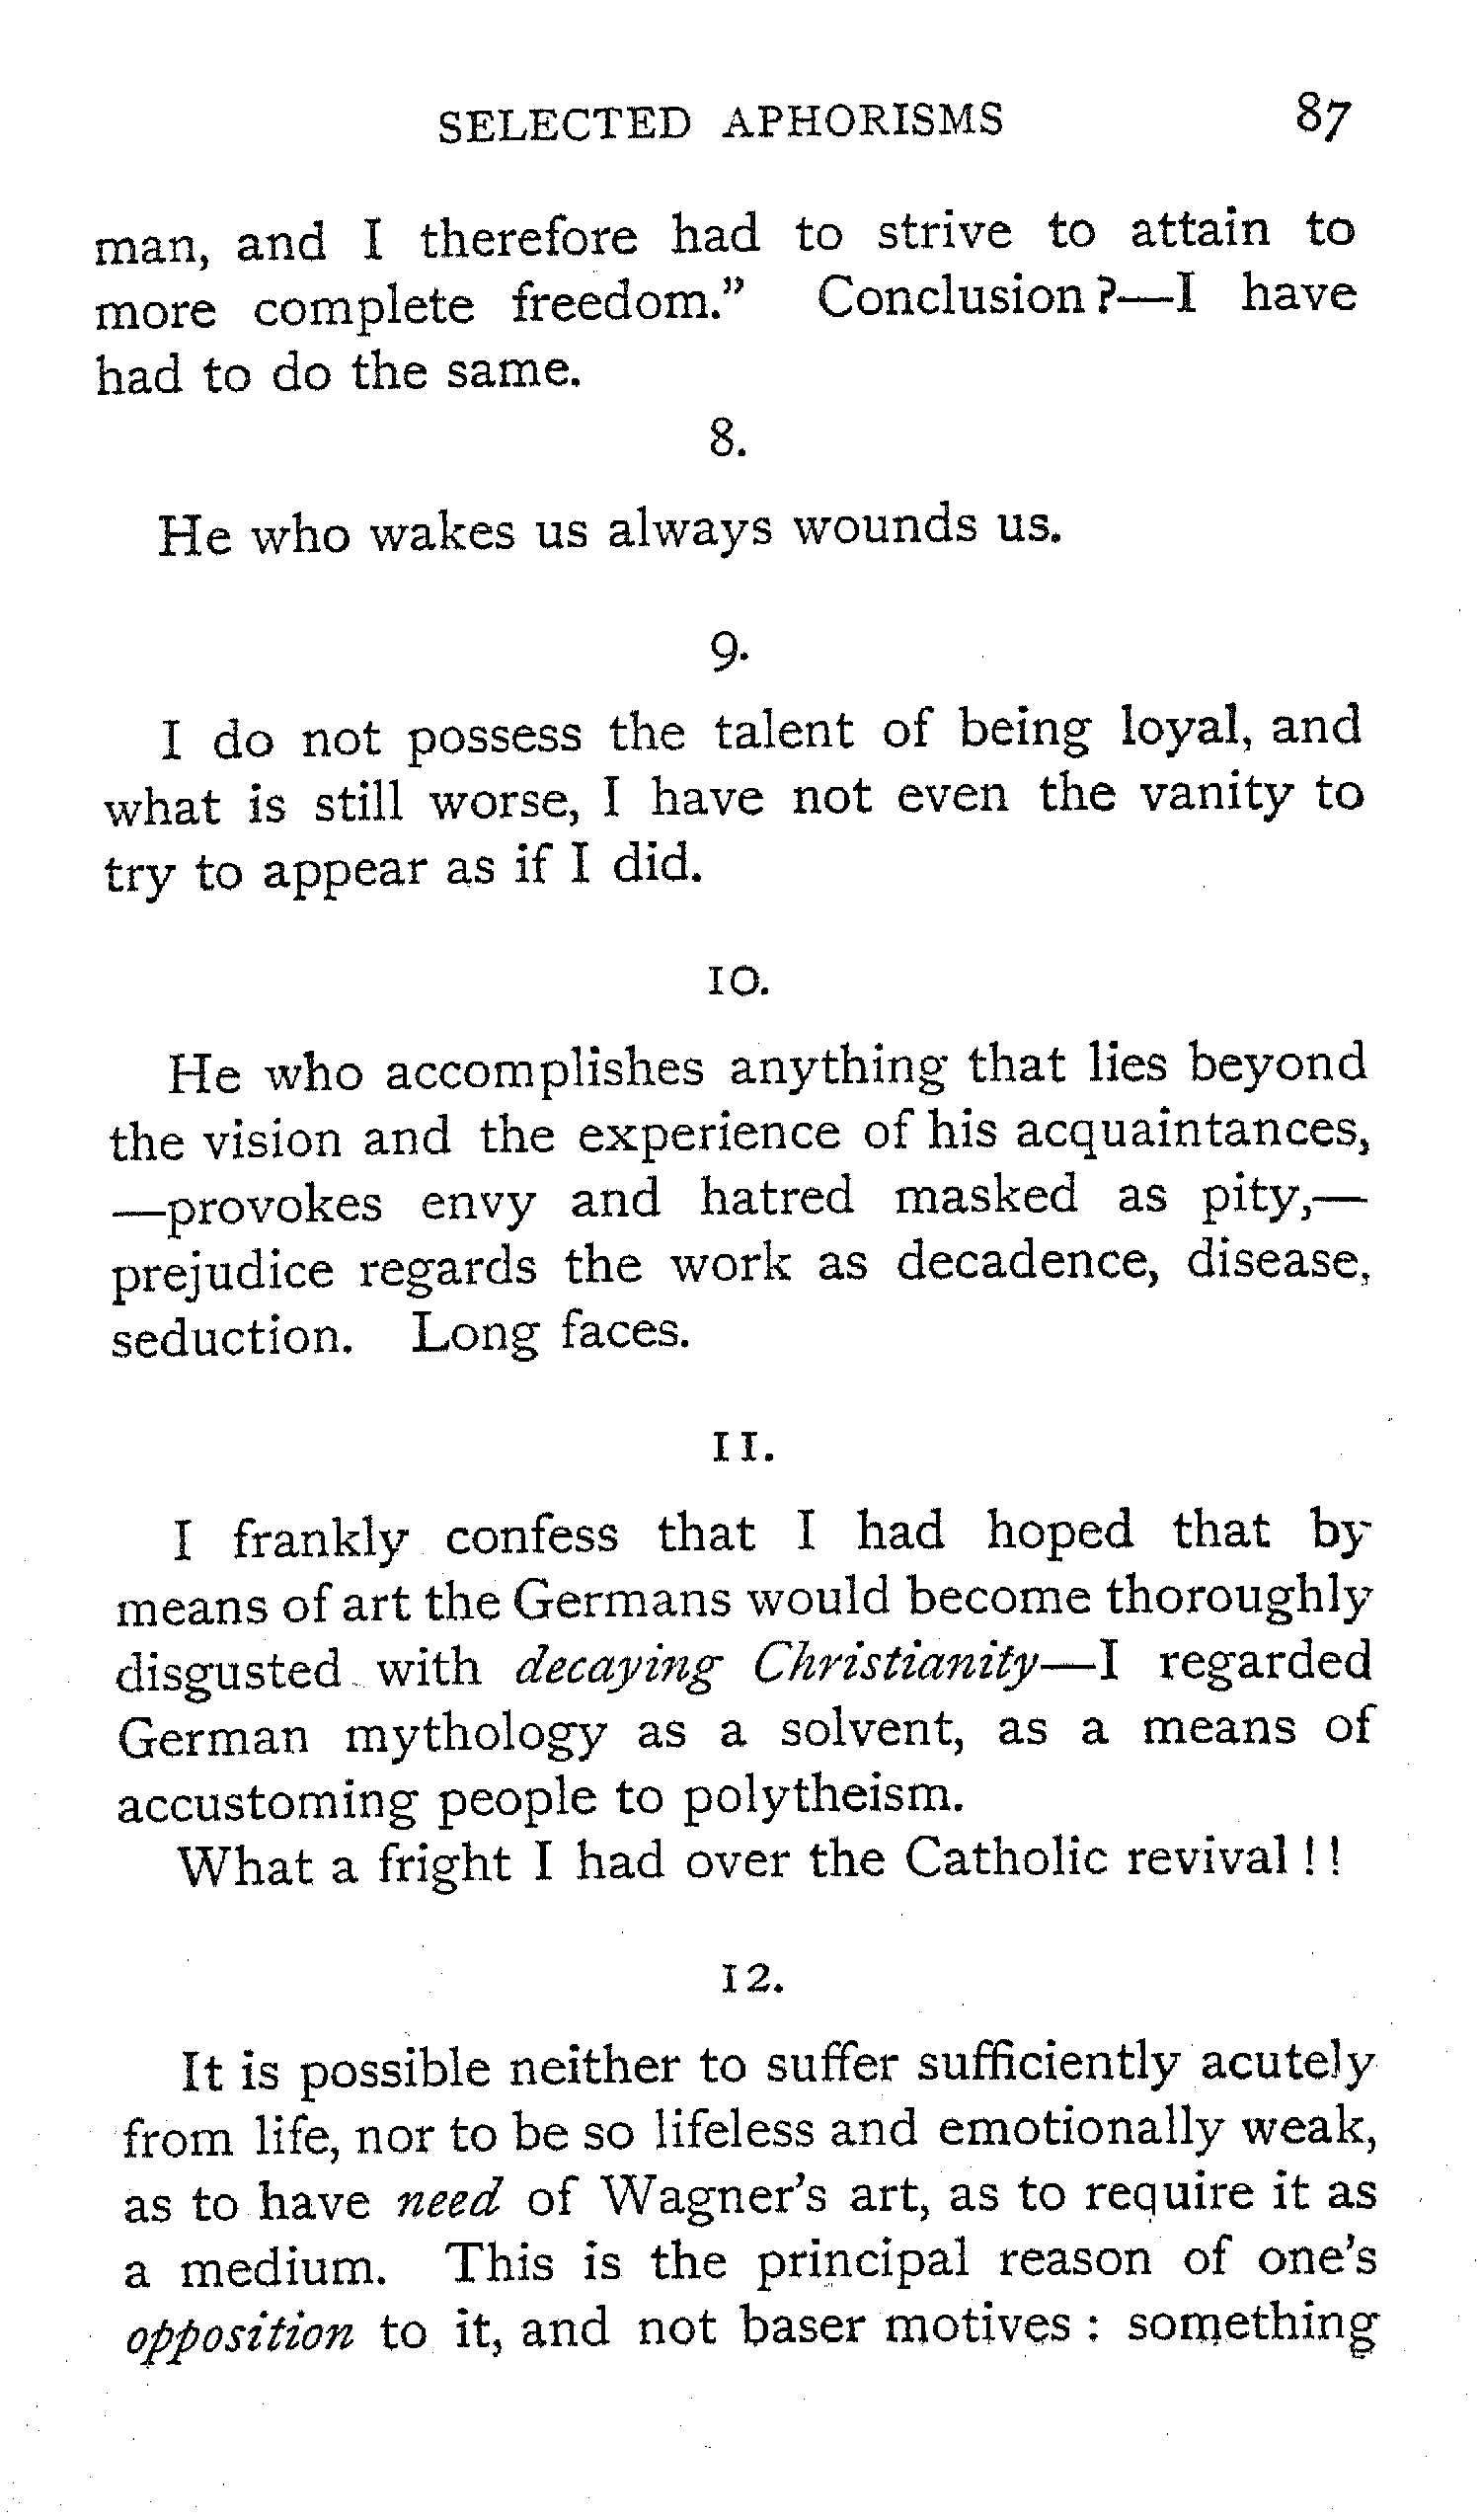 SELECTED APHORISMS 87
man, and I therefore had to strive to attain to
more complete freedom.” Conclusion?—I have
had to do the same.
8.
He who wakes us always wounds us.
9.
I do not possess the talent of being loyal, and
what is still worse, I have not even the vanity to
try to appear as if I did.
10.
He who accomplishes anything that lies beyond
the vision and the experience of his acquaintances,
—provokes envy and hatred masked as pity,—
prejudice regards the work as decadence, disease,
seduction. Long faces.
11.
I frankly confess that I had hoped that by
means of art the Germans would become thoroughly
disgusted with decaying Christianity—I regarded
German mythology as a solvent, as a means of
accustoming people to polytheism.
What a fright I had over the Catholic revival!!
12.
It is possible neither to suffer sufficiently acutely
from life, nor to be so lifeless and emotionally weak,
as to have need of Wagner’s art, as to require it as
a medium. This is the principal reason of one’s
opposition to it, and not baser motives: something